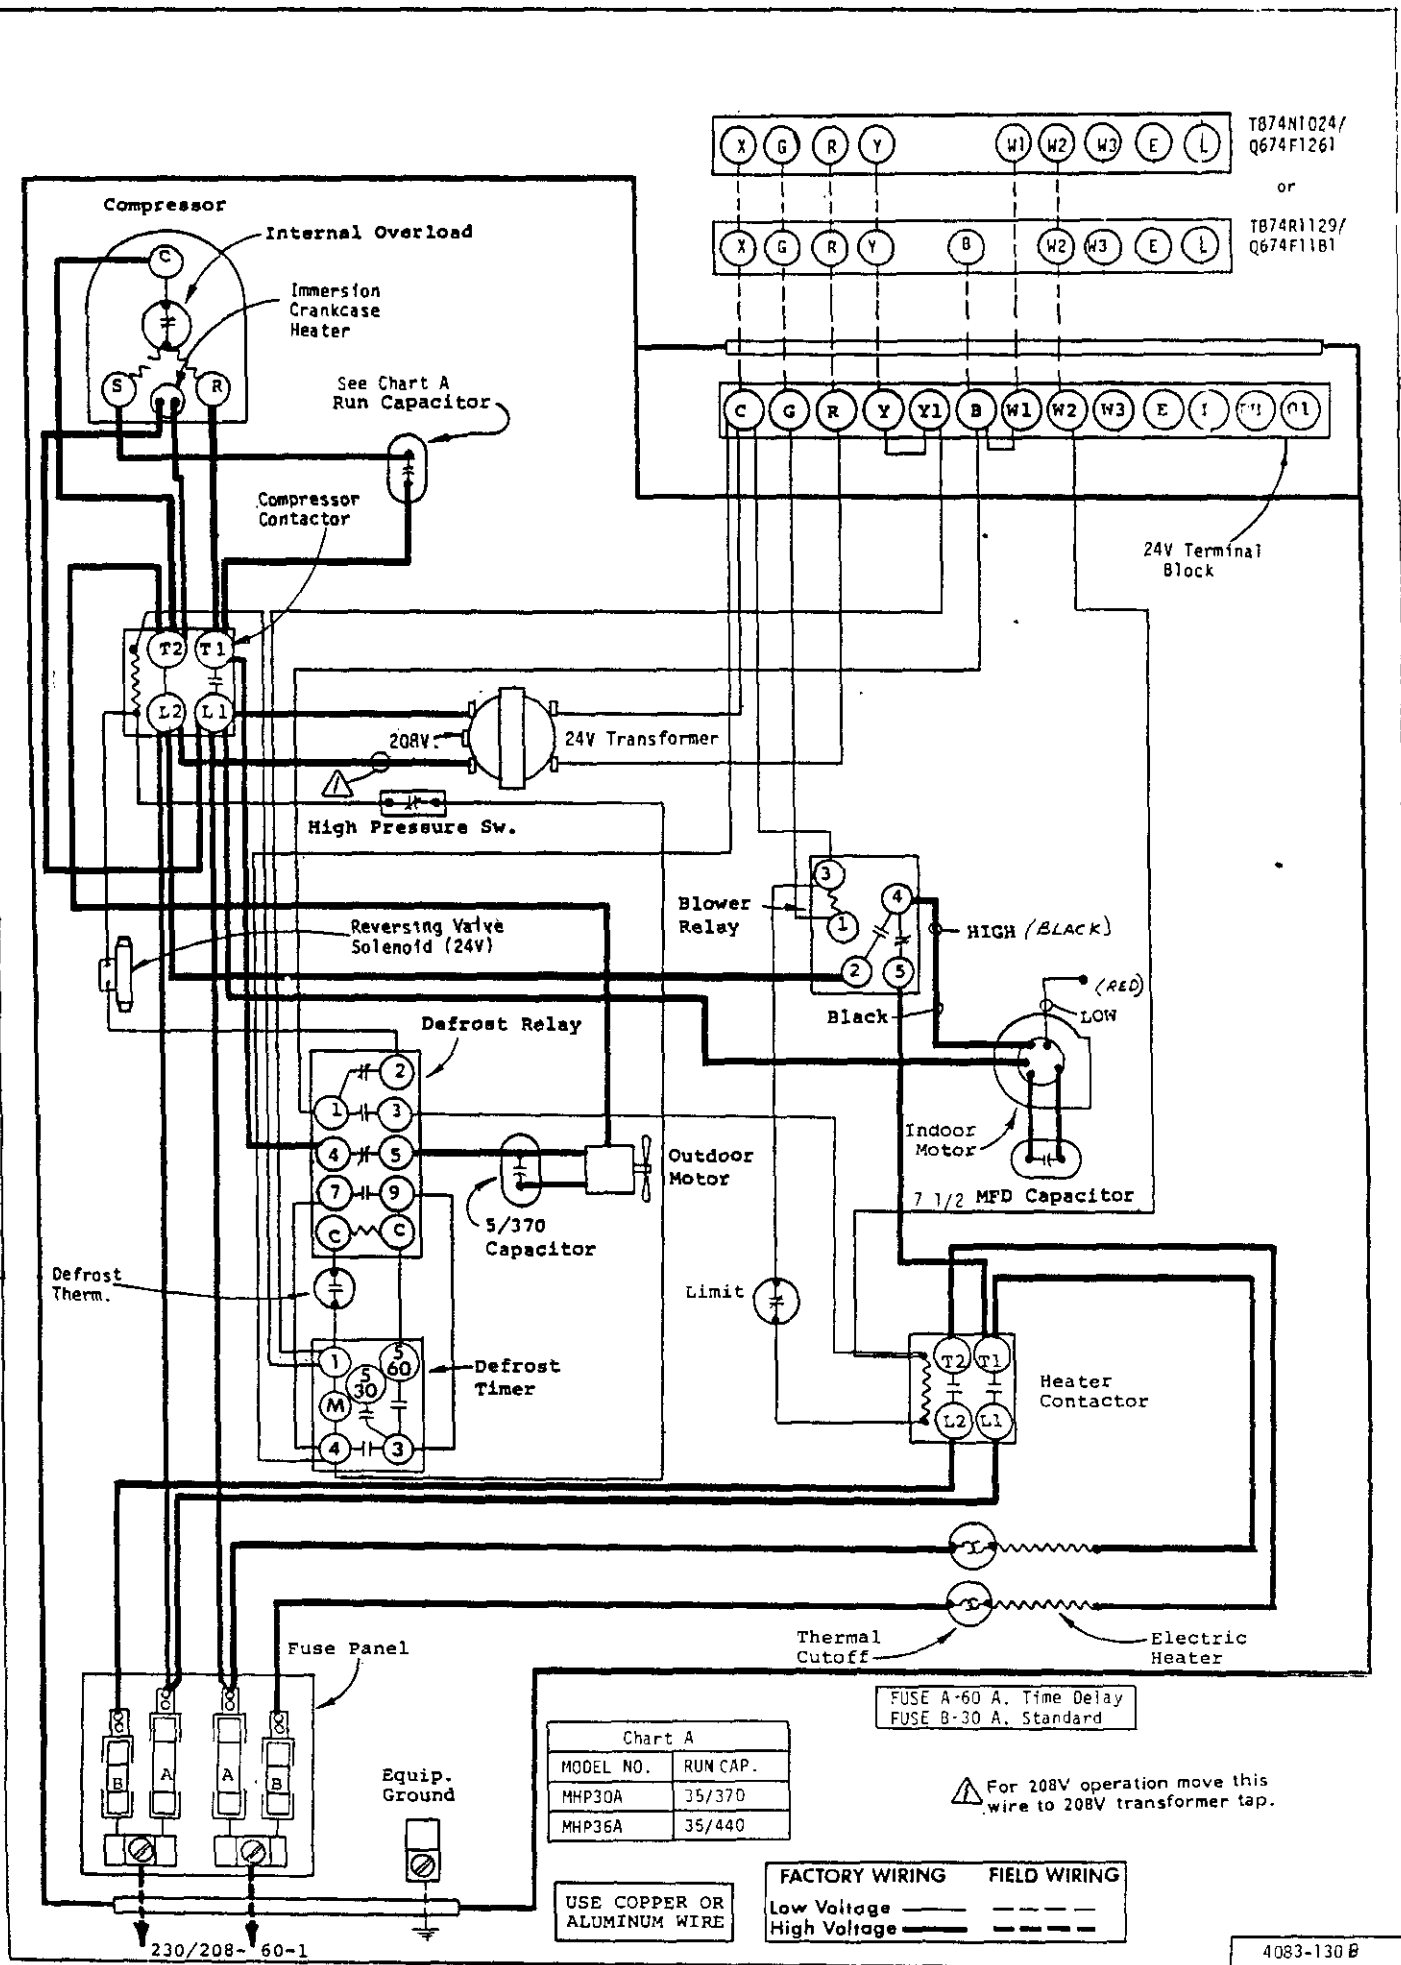 X G R Y W1 W2 W3 E L
T874N1024/
Q674F1261
or
X G R Y B W2 W3 E L
T874R1129/
Q674F1181
Compressor
Internal Overload
C
Immersion
Crankcase
Heater
S R
See Chart A
Run Capacitor
C G R Y Y1 B W1 W2 W3 E
Compressor
Contactor
24V Terminal
Block
T2 T1
L2 L1
208V.
24V Transformer
High Pressure Sw.
Blower
Relay
3 4
1
2 5
HIGH (BLACK)
Reversing Valve
Solenoid (24V)
(RED)
LOW
Black
Defrost Relay
2
1 3
4 5
7 9
C C
Indoor
Motor
Outdoor
Motor
7 1/2 MFD Capacitor
5/370
Capacitor
Defrost
Therm.
Limit
1 5 60
5 30
M
4 3
Defrost
Timer
T2 T1
L2 L1
Heater
Contactor
Thermal
Cutoff
Electric
Heater
Fuse Panel
B A A B
FUSE A-60 A. Time Delay
FUSE B-30 A. Standard
Equip.
Ground
Chart A
MODEL NO. RUN CAP.
MHP30A 35/370
MHP36A 35/440
For 208V operation move this
wire to 208V transformer tap.
USE COPPER OR
ALUMINUM WIRE
FACTORY WIRING FIELD WIRING
Low Voltage
High Voltage
230/208- 60-1
4083-130 B